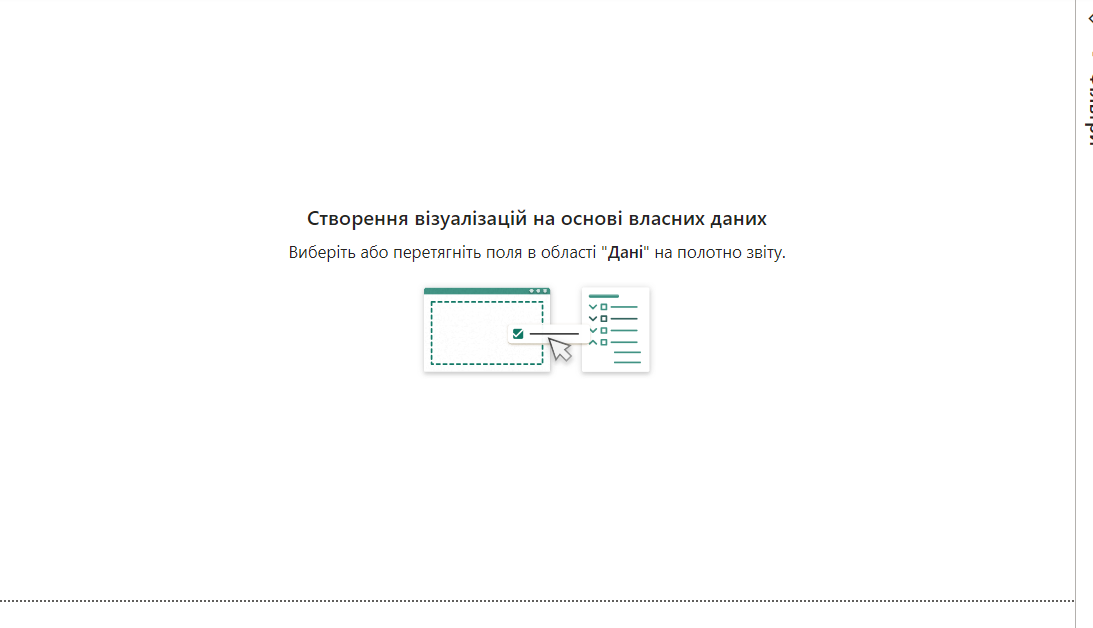 Створення візуалізацій на основі власних даних
Виберіть або перетягніть поля в області "Дані" на полотно звіту.